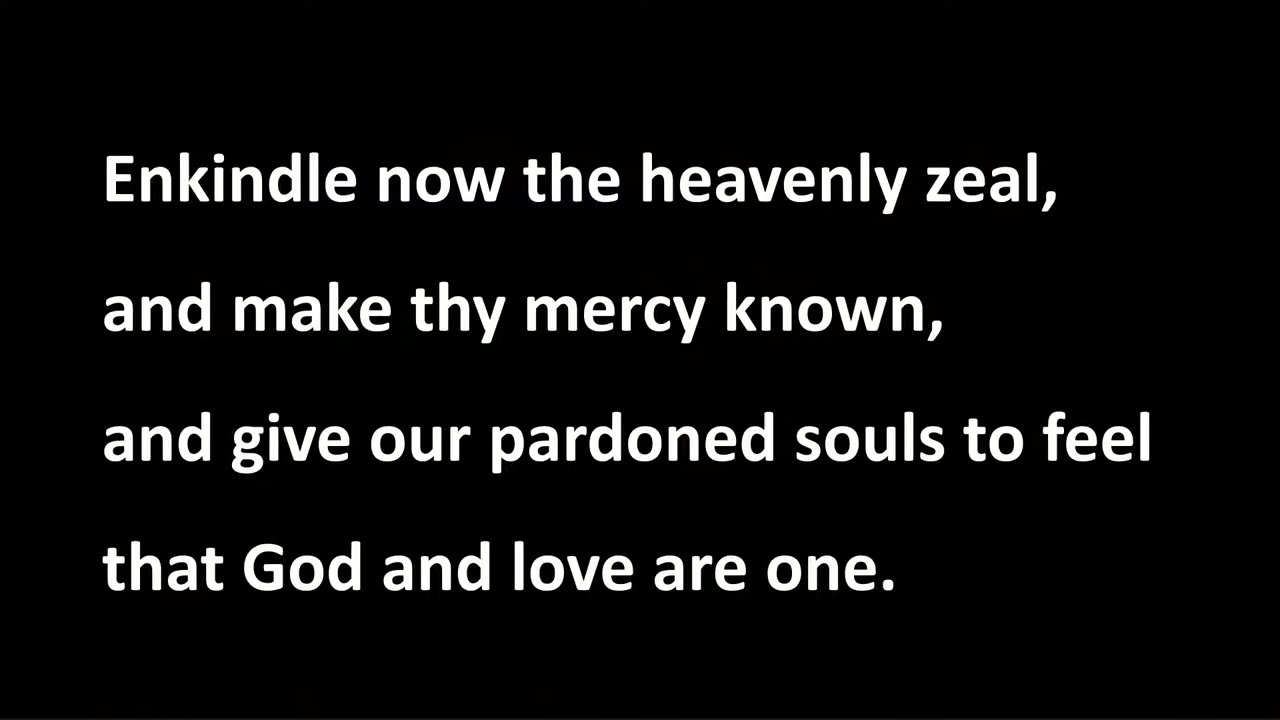 Enkindle now the heavenly zeal,
and make thy mercy known,
and give our pardoned souls to feel
that God and love are one.